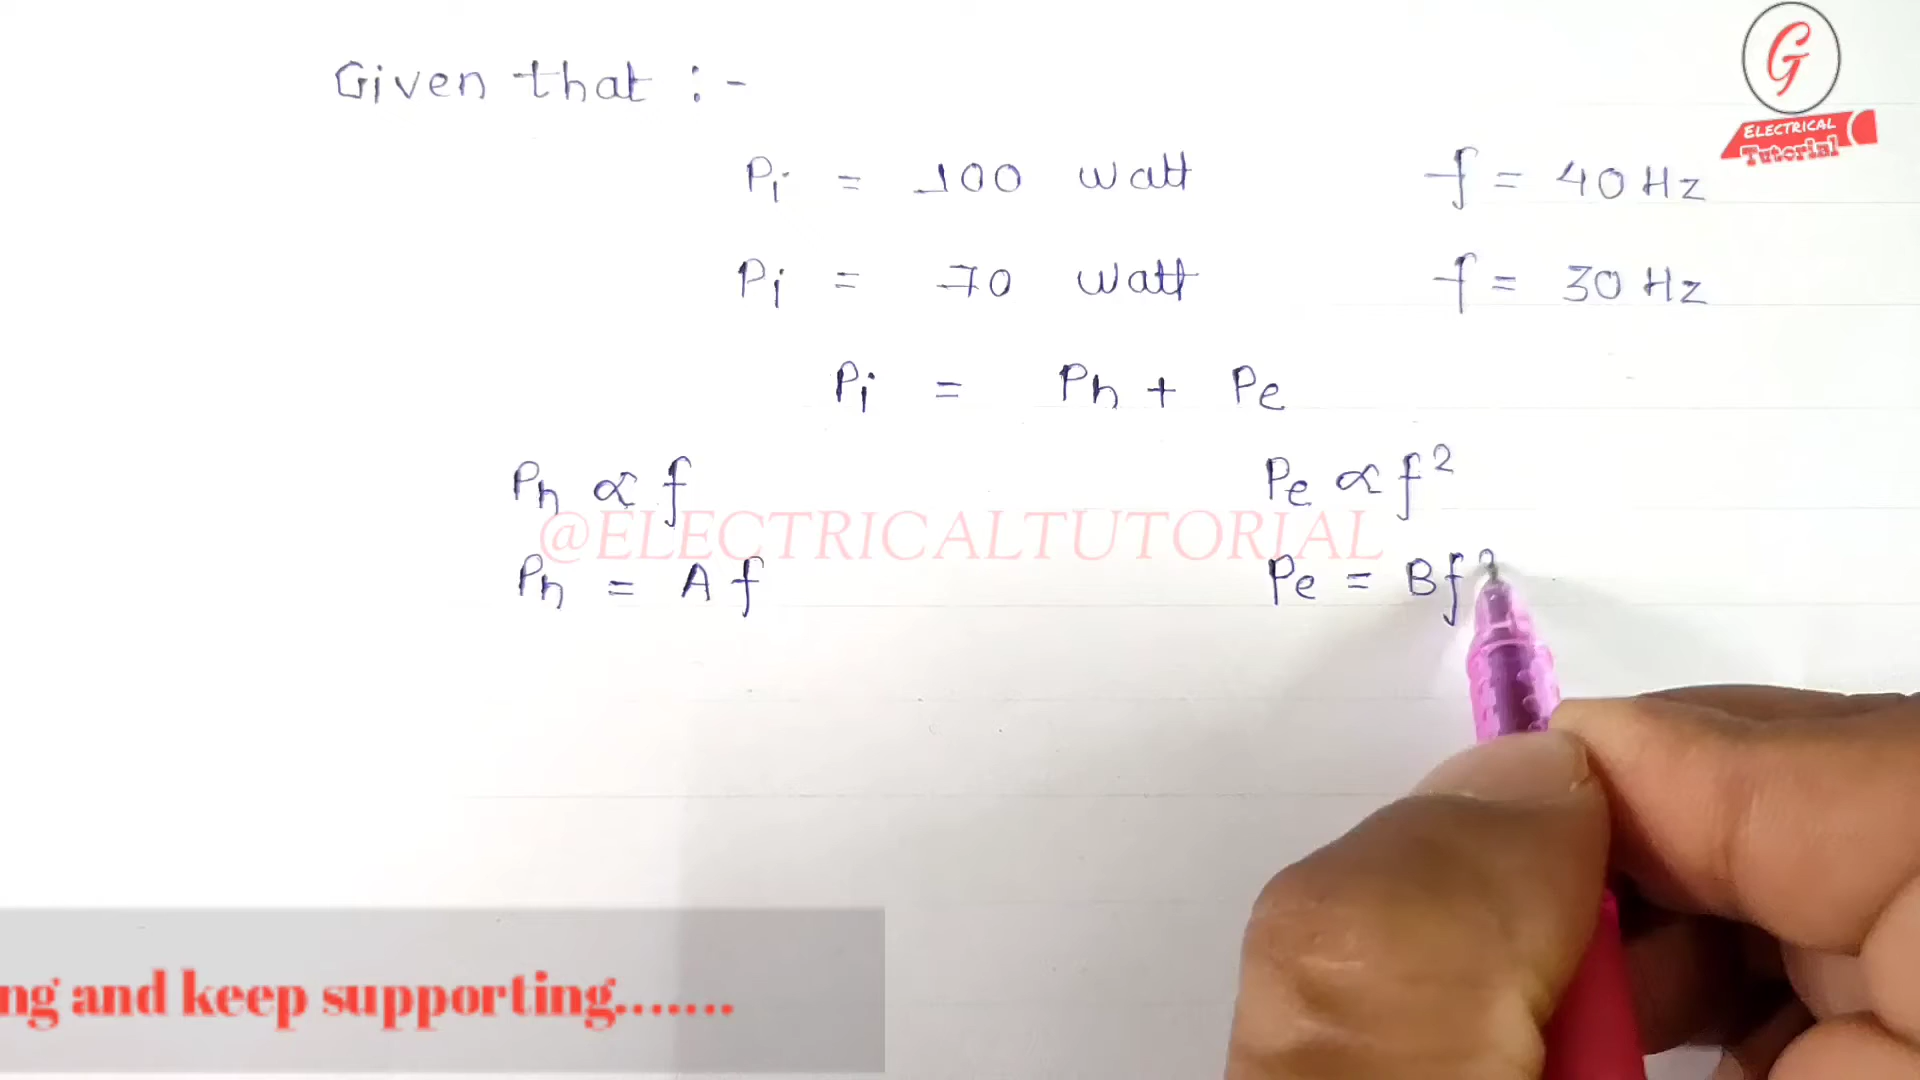 Given that :-
G
ELECTRICAL
Tutorial
Pi = 100 watt f = 40 Hz
Pi = 70 watt f = 30 Hz
Pi = Ph + Pe
Ph ∝ f Pe ∝ f²
@ELECTRICALTUTORIAL
Ph = A f Pe = Bf²
ng and keep supporting.......